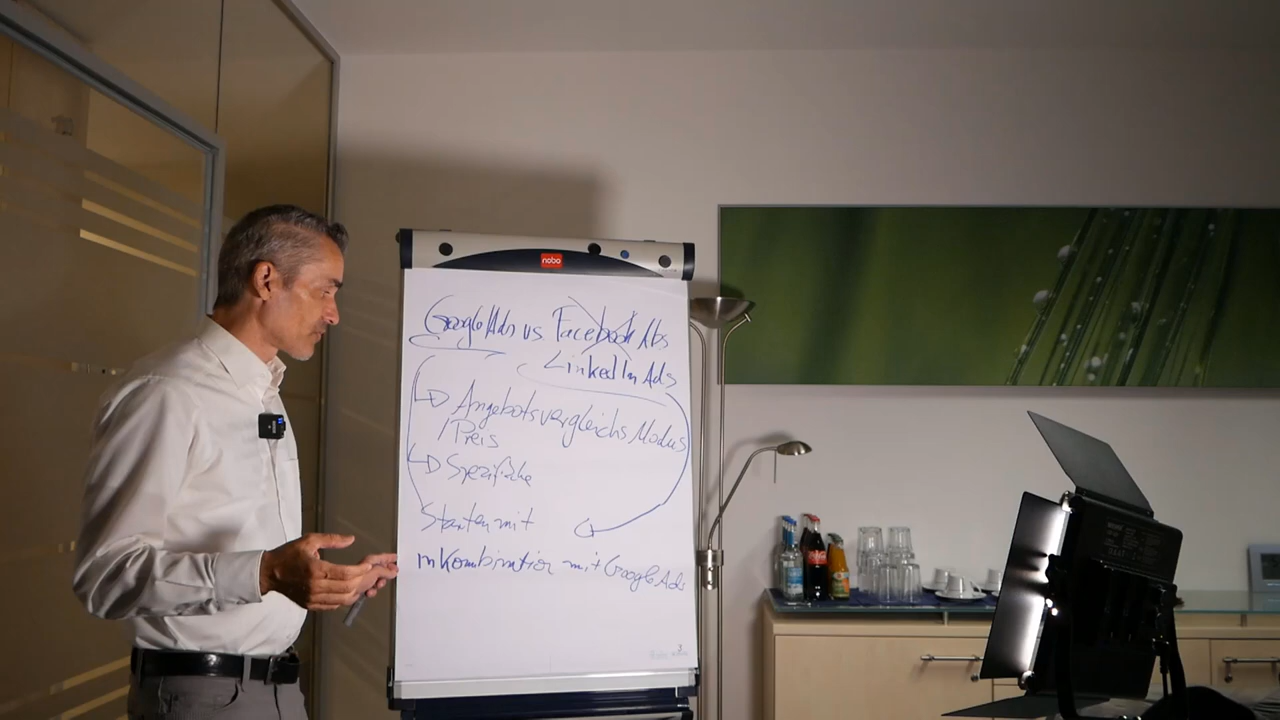 nobo
Google Ads vs. Facebook Ads
LinkedIn Ads
Angebotsvergleichs Modus
/Preis
Spezifische
Starten mit
in Kombination mit Google Ads